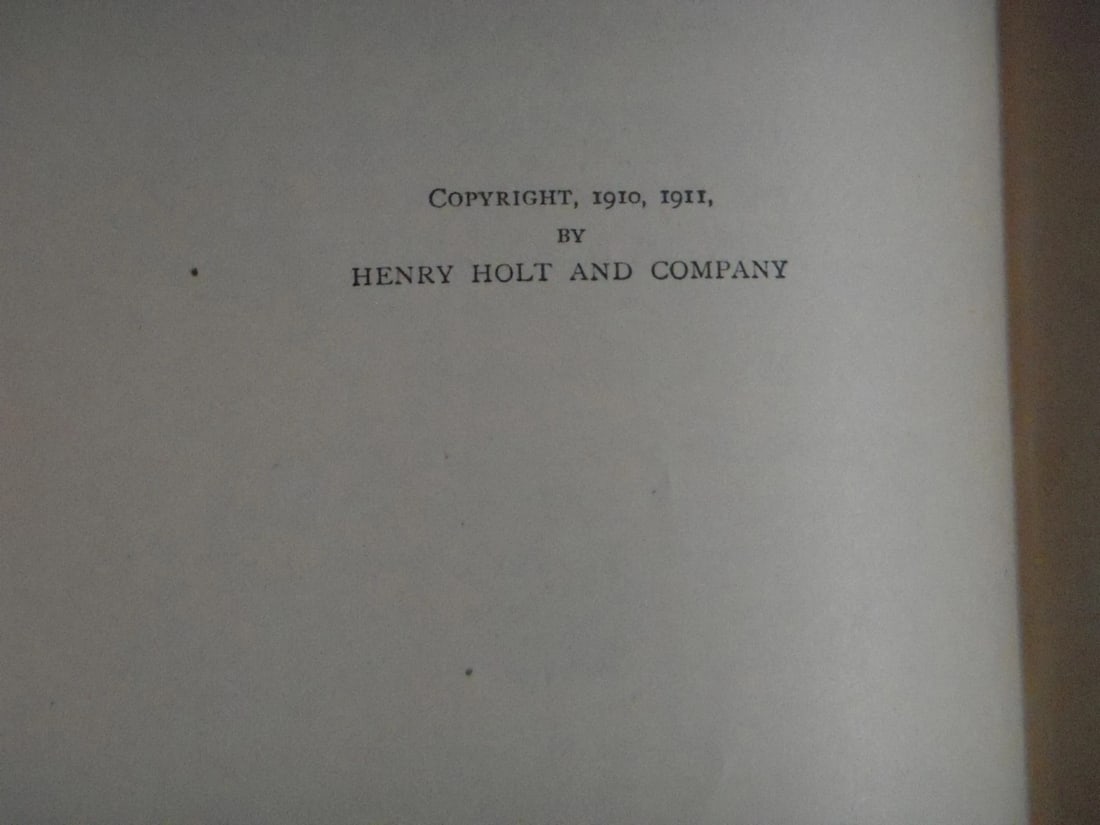 Copyright, 1910, 1911,
BY
HENRY HOLT AND COMPANY